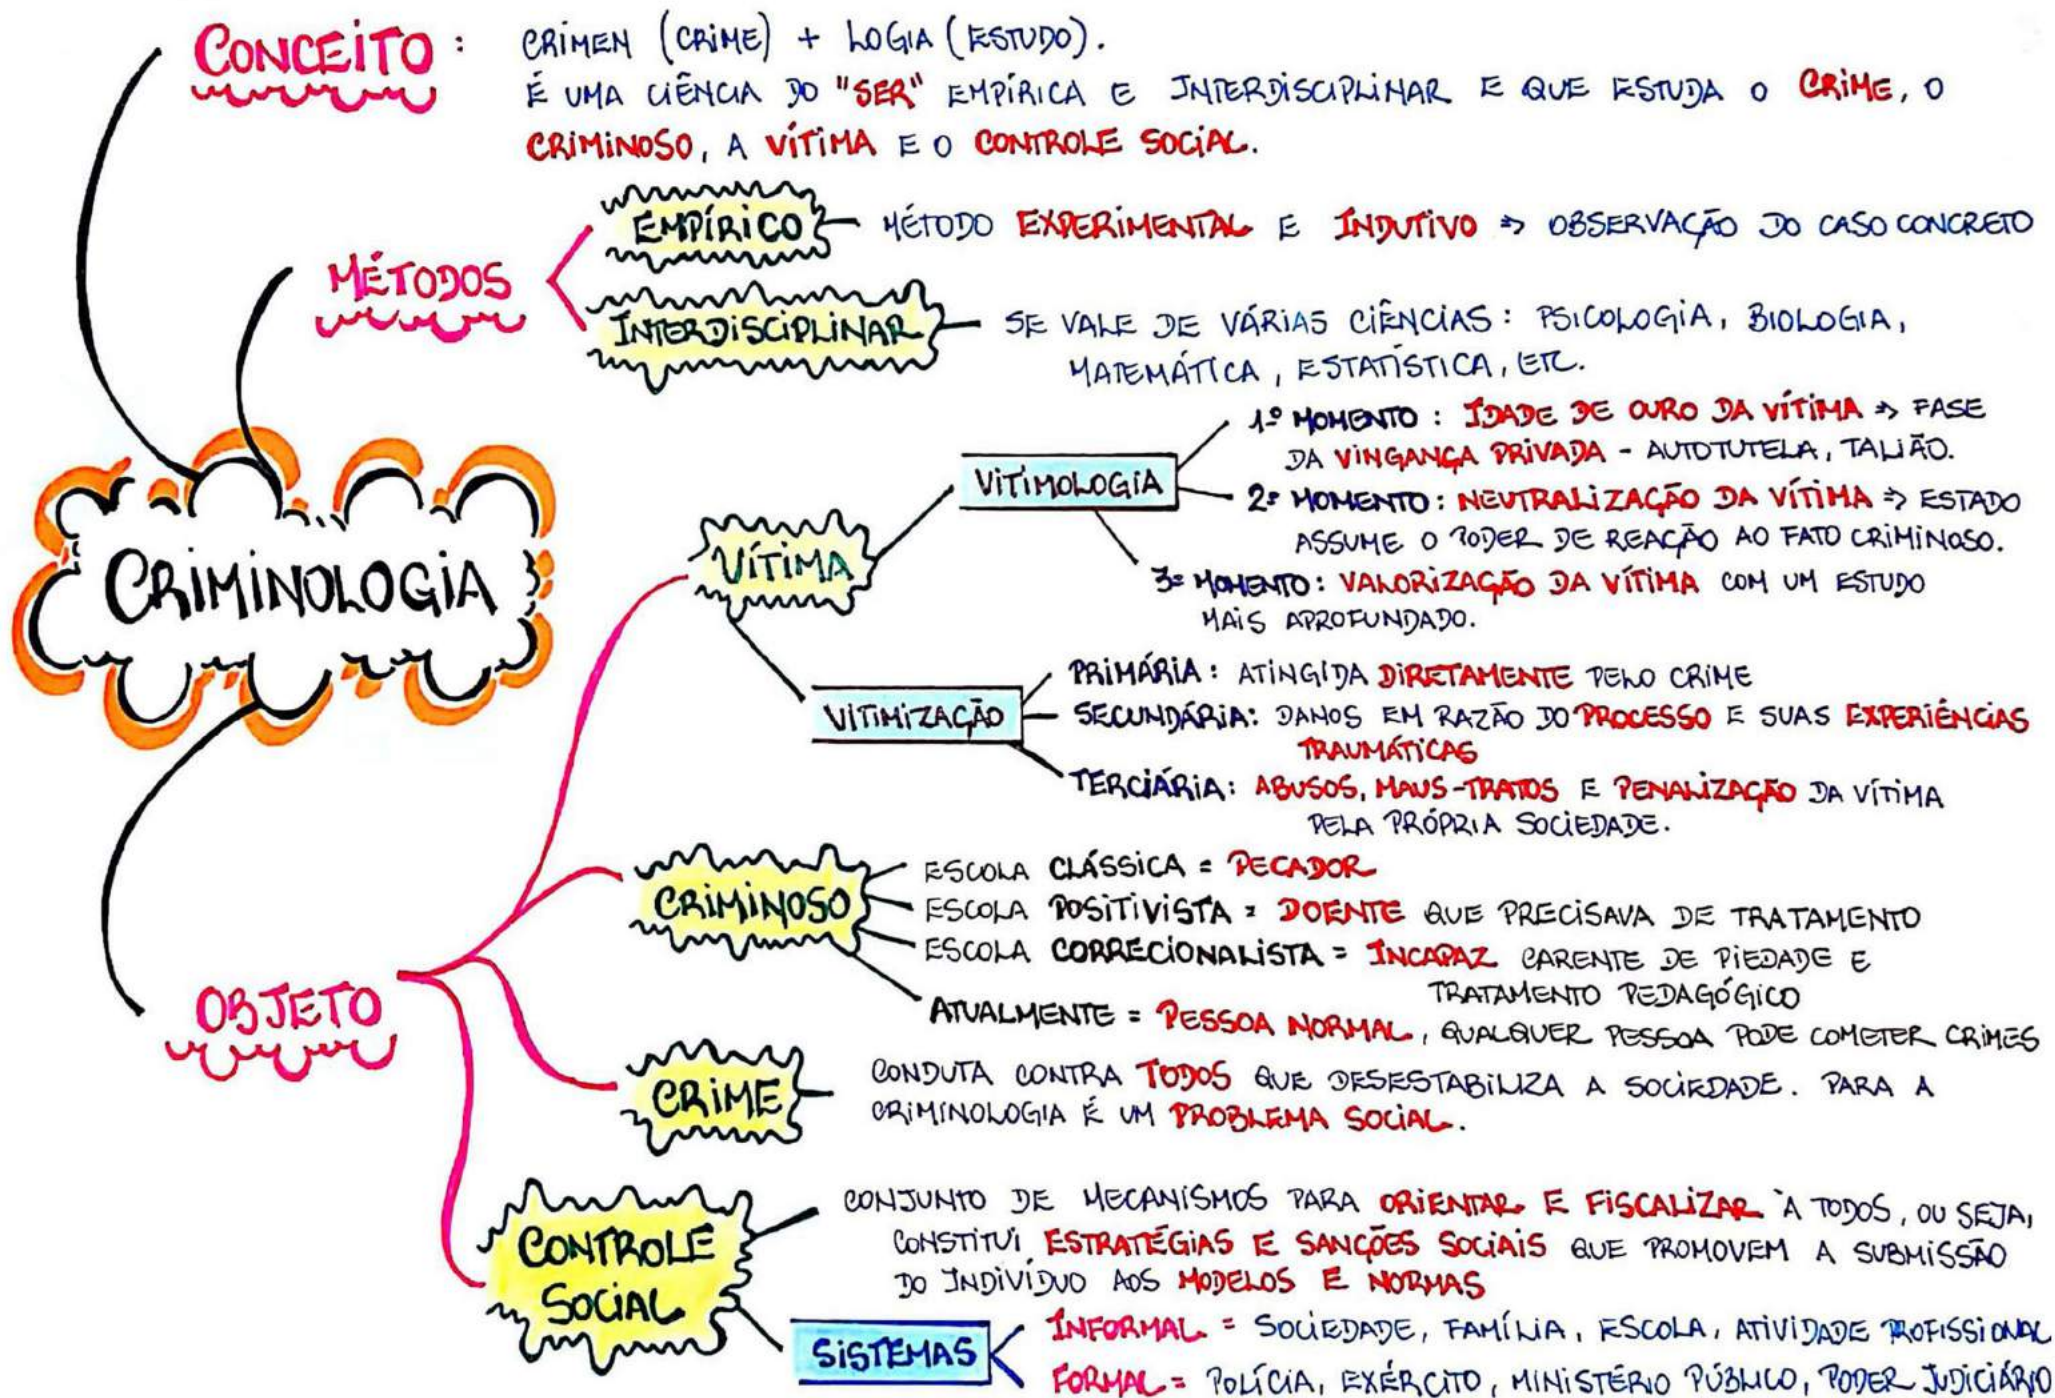 CONCEITO : CRIMEN (CRIME) + LOGIA (ESTUDO).
É UMA CIÊNCIA DO "SER" EMPÍRICA E INTERDISCIPLINAR E QUE ESTUDA O CRIME, O
CRIMINOSO, A VÍTIMA E O CONTROLE SOCIAL.
MÉTODOS
EMPÍRICO
MÉTODO EXPERIMENTAL E INDUTIVO => OBSERVAÇÃO DO CASO CONCRETO
INTERDISCIPLINAR
SE VALE DE VÁRIAS CIÊNCIAS: PSICOLOGIA, BIOLOGIA,
MATEMÁTICA, ESTATÍSTICA, ETC.
CRIMINOLOGIA
OBJETO
VÍTIMA
VITIMOLOGIA
1º MOMENTO : IDADE DE OURO DA VÍTIMA => FASE
DA VINGANÇA PRIVADA - AUTOTUTELA, TALIÃO.
2º MOMENTO : NEUTRALIZAÇÃO DA VÍTIMA => ESTADO
ASSUME O PODER DE REAÇÃO AO FATO CRIMINOSO.
3º MOMENTO : VALORIZAÇÃO DA VÍTIMA COM UM ESTUDO
MAIS APROFUNDADO.
VITIMIZAÇÃO
PRIMÁRIA : ATINGIDA DIRETAMENTE PELO CRIME
SECUNDÁRIA: DANOS EM RAZÃO DO PROCESSO E SUAS EXPERIÊNCIAS
TRAUMÁTICAS
TERCIÁRIA: ABUSOS, MAUS-TRATOS E PENALIZAÇÃO DA VÍTIMA
PELA PRÓPRIA SOCIEDADE.
CRIMINOSO
ESCOLA CLÁSSICA = PECADOR
ESCOLA POSITIVISTA = DOENTE QUE PRECISAVA DE TRATAMENTO
ESCOLA CORRECIONALISTA = INCAPAZ CARENTE DE PIEDADE E
TRATAMENTO PEDAGÓGICO
ATUALMENTE = PESSOA NORMAL, QUALQUER PESSOA PODE COMETER CRIMES
CRIME
CONDUTA CONTRA TODOS QUE DESESTABILIZA A SOCIEDADE. PARA A
CRIMINOLOGIA É UM PROBLEMA SOCIAL.
CONTROLE
SOCIAL
CONJUNTO DE MECANISMOS PARA ORIENTAR E FISCALIZAR À TODOS, OU SEJA,
CONSTITUI ESTRATÉGIAS E SANÇÕES SOCIAIS QUE PROMOVEM A SUBMISSÃO
DO INDIVÍDUO AOS MODELOS E NORMAS
SISTEMAS
INFORMAL = SOCIEDADE, FAMÍLIA, ESCOLA, ATIVIDADE PROFISSIONAL
FORMAL = POLÍCIA, EXÉRCITO, MINISTÉRIO PÚBLICO, PODER JUDICIÁRIO